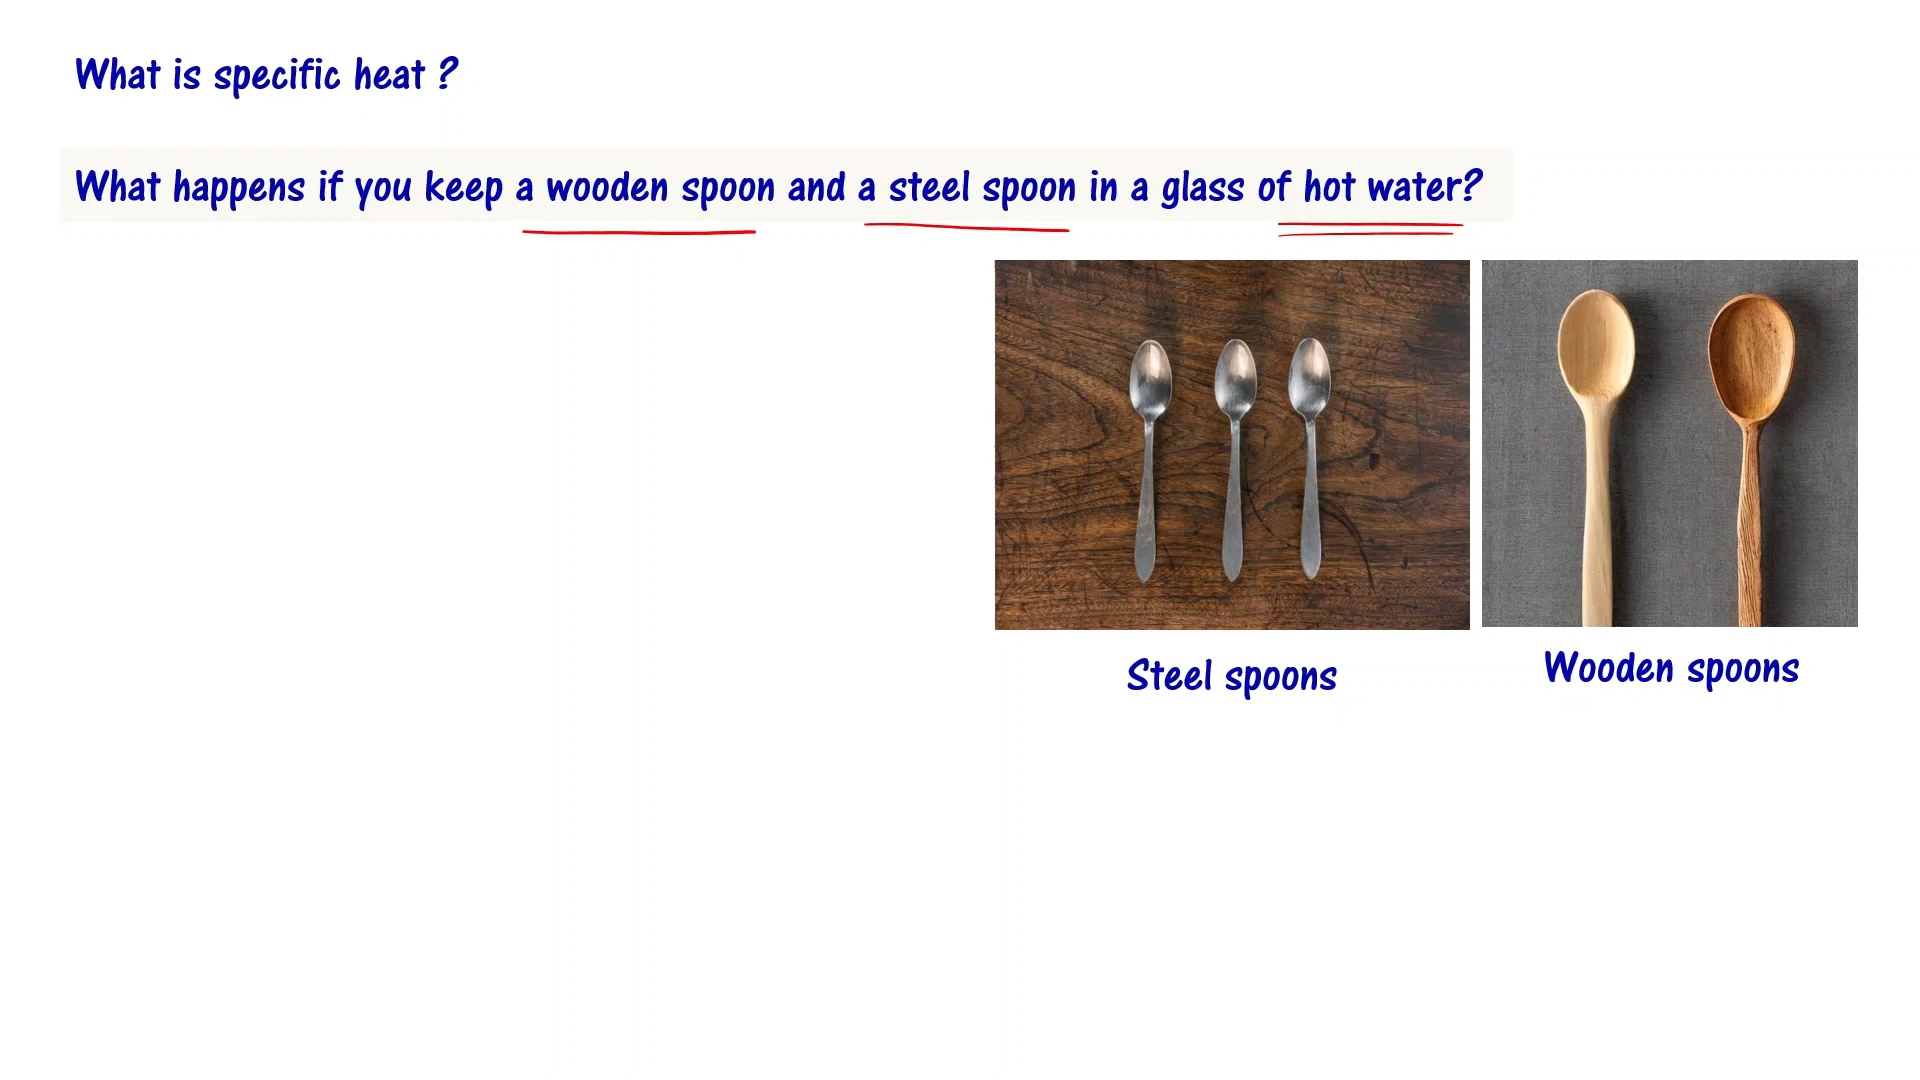 What is specific heat ?
What happens if you keep a wooden spoon and a steel spoon in a glass of hot water?
Steel spoons
Wooden spoons